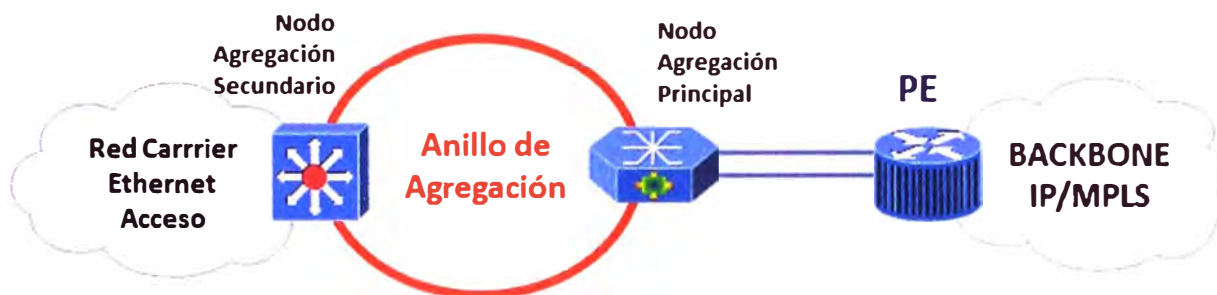 Nodo
Agregación
Secundario
Nodo
Agregación
Principal
PE
Red Carrrier
Ethernet
Acceso
Anillo de
Agregación
BACKBONE
IP/MPLS